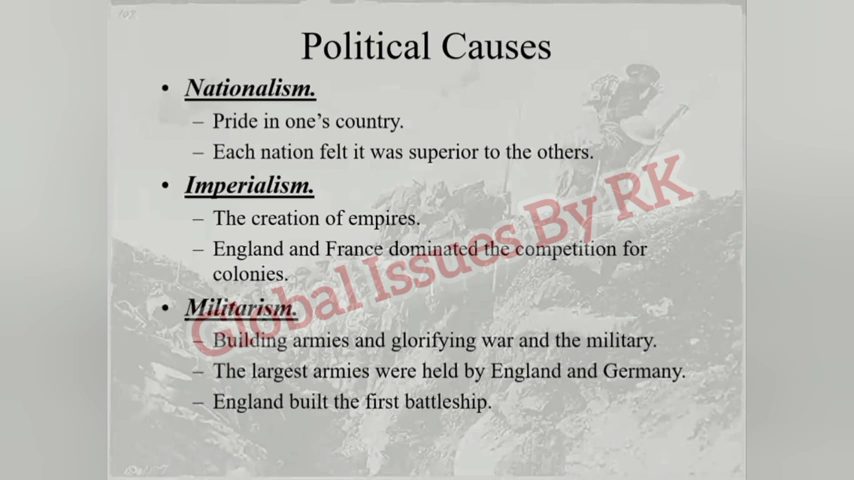 Political Causes
• Nationalism.
– Pride in one's country.
– Each nation felt it was superior to the others.
• Imperialism.
– The creation of empires.
– England and France dominated the competition for
colonies.
• Militarism.
– Building armies and glorifying war and the military.
– The largest armies were held by England and Germany.
– England built the first battleship.
Global Issues By RK